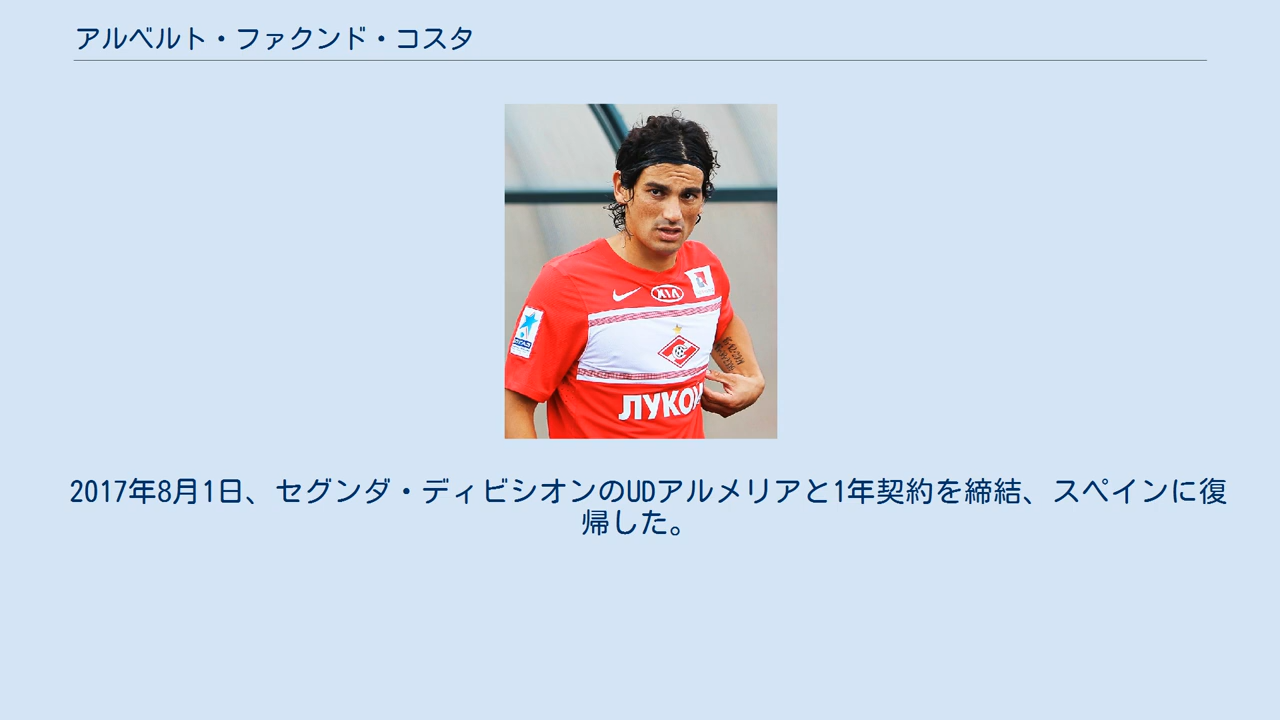 アルベルト・ファクンド・コスタ
KIA
ЛУКО
2017年8月1日、セグンダ・ディビシオンのUDアルメリアと1年契約を締結、スペインに復
帰した。